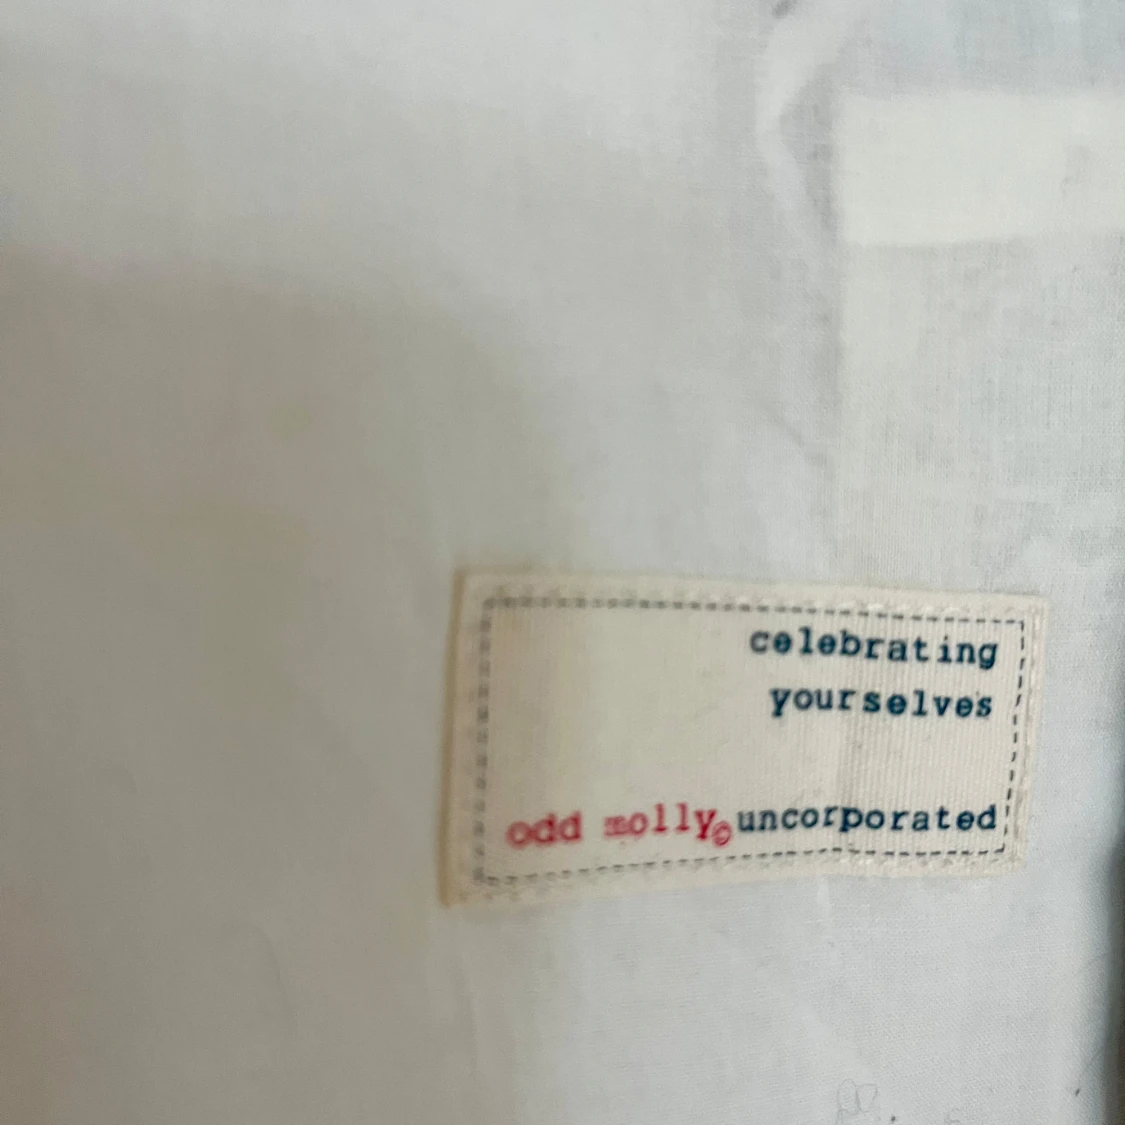 celebrating
yourselves
odd molly© uncorporated